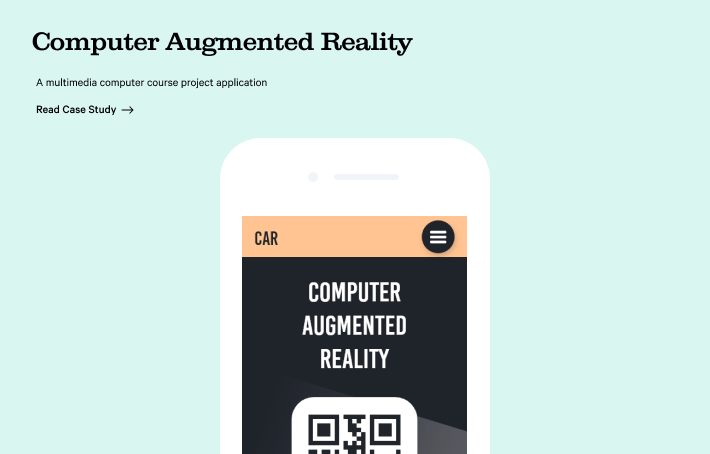 Computer Augmented Reality
A multimedia computer course project application
Read Case Study
CAR
COMPUTER
AUGMENTED
REALITY